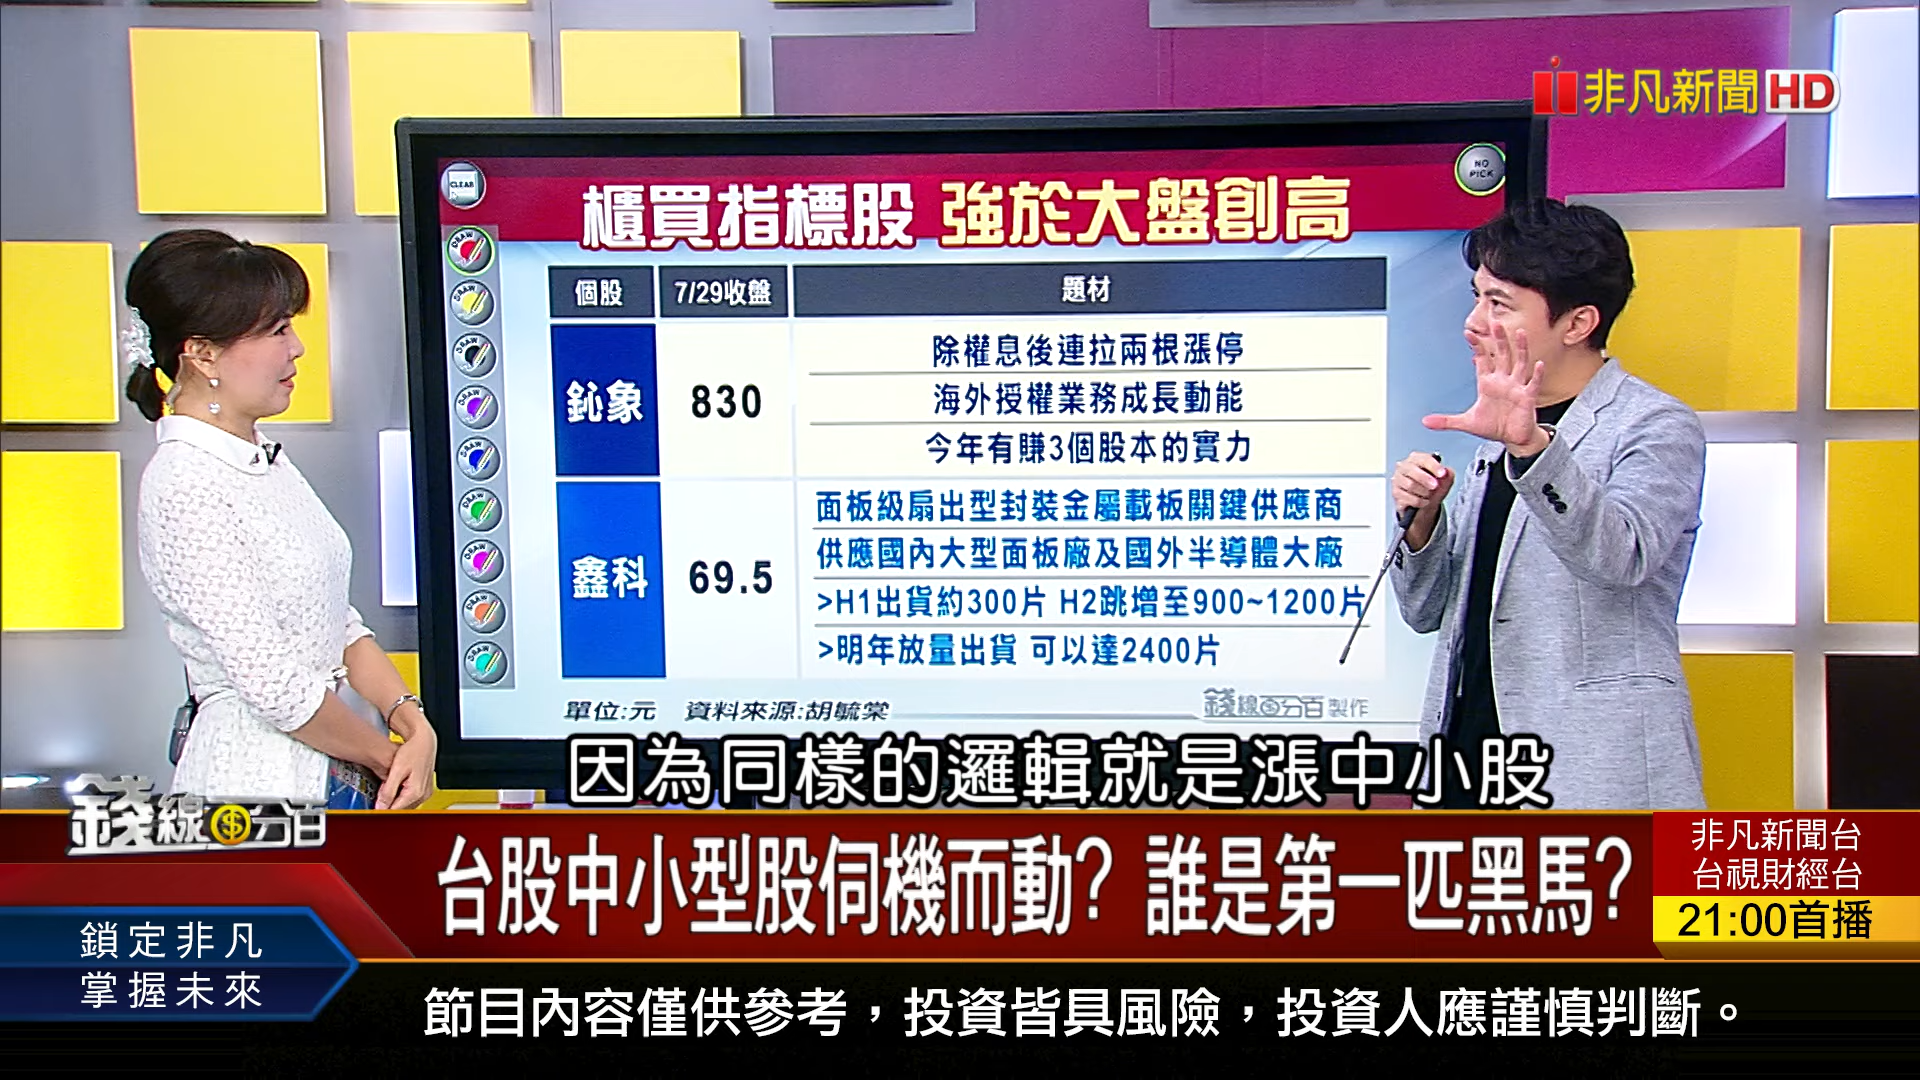 非凡新聞HD
CLEAR
NO PICK
櫃買指標股 強於大盤創高
DRAW
DRAW
DRAW
DRAW
DRAW
DRAW
DRAW
DRAW
DRAW
個股 7/29收盤 題材
鈊象 830
除權息後連拉兩根漲停
海外授權業務成長動能
今年有賺3個股本的實力
鑫科 69.5
面板級扇出型封裝金屬載板關鍵供應商
供應國內大型面板廠及國外半導體大廠
>H1出貨約300片 H2跳增至900~1200片
>明年放量出貨 可以達2400片
單位:元 資料來源:胡毓棠
錢線百分百 製作
因為同樣的邏輯就是漲中小股
錢線百分百
台股中小型股伺機而動? 誰是第一匹黑馬?
非凡新聞台
台視財經台
21:00首播
鎖定非凡
掌握未來
節目內容僅供參考，投資皆具風險，投資人應謹慎判斷。